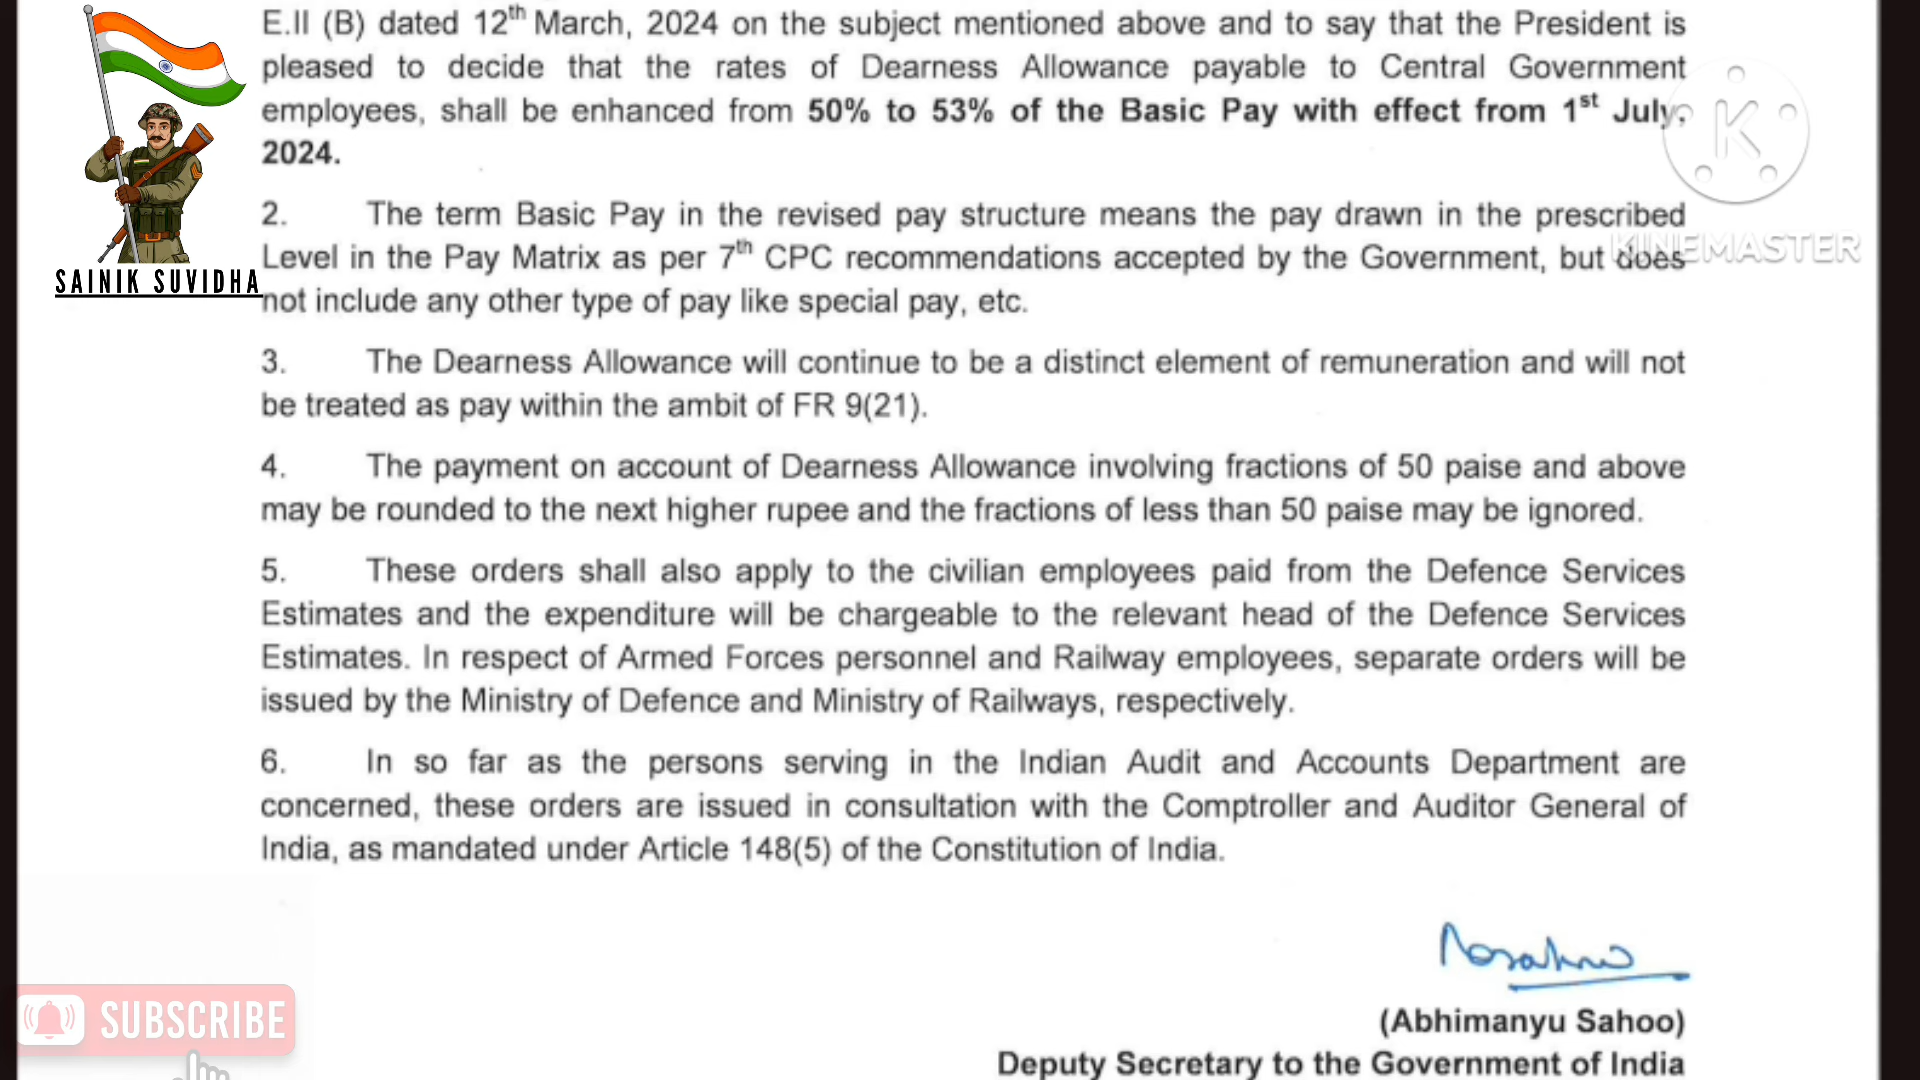 E.II (B) dated 12th March, 2024 on the subject mentioned above and to say that the President is
pleased to decide that the rates of Dearness Allowance payable to Central Government
employees, shall be enhanced from 50% to 53% of the Basic Pay with effect from 1st July,
2024.
2. The term Basic Pay in the revised pay structure means the pay drawn in the prescribed
Level in the Pay Matrix as per 7th CPC recommendations accepted by the Government, but does
not include any other type of pay like special pay, etc.
3. The Dearness Allowance will continue to be a distinct element of remuneration and will not
be treated as pay within the ambit of FR 9(21).
4. The payment on account of Dearness Allowance involving fractions of 50 paise and above
may be rounded to the next higher rupee and the fractions of less than 50 paise may be ignored.
5. These orders shall also apply to the civilian employees paid from the Defence Services
Estimates and the expenditure will be chargeable to the relevant head of the Defence Services
Estimates. In respect of Armed Forces personnel and Railway employees, separate orders will be
issued by the Ministry of Defence and Ministry of Railways, respectively.
6. In so far as the persons serving in the Indian Audit and Accounts Department are
concerned, these orders are issued in consultation with the Comptroller and Auditor General of
India, as mandated under Article 148(5) of the Constitution of India.
(Abhimanyu Sahoo)
Deputy Secretary to the Government of India
SAINIK SUVIDHA
K
KINEMASTER
SUBSCRIBE